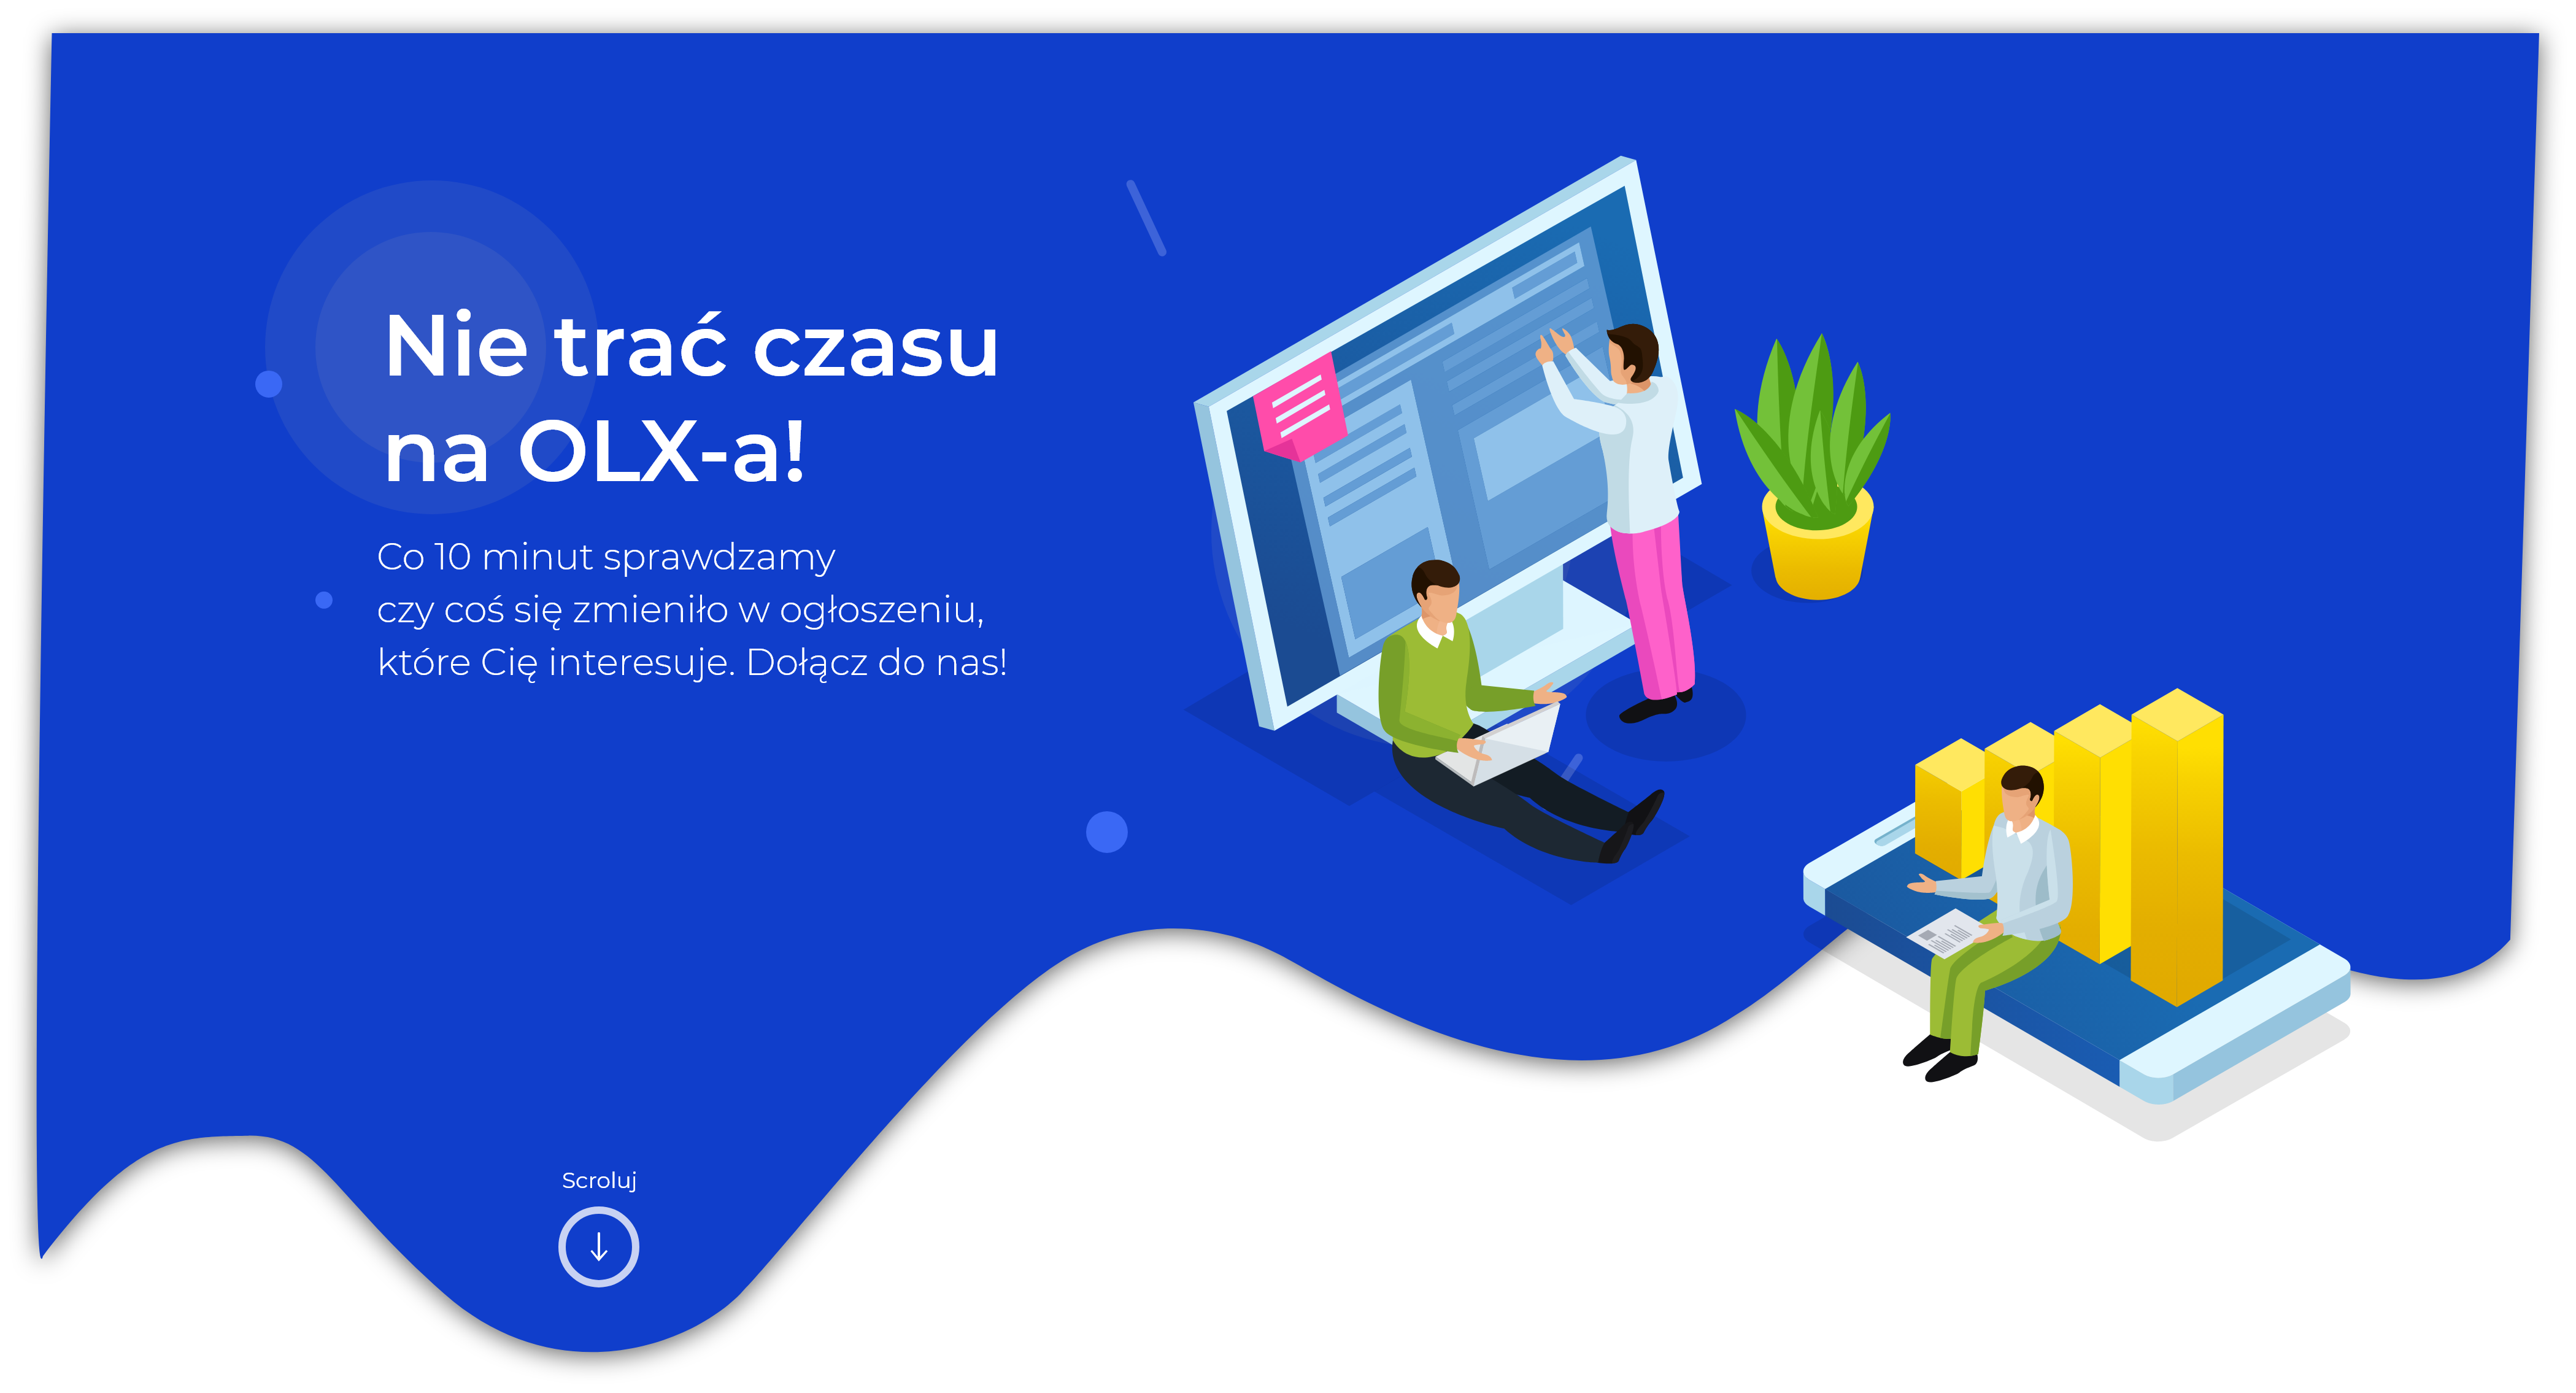 Nie trać czasu
na OLX-a!
Co 10 minut sprawdzamy
czy coś się zmieniło w ogłoszeniu,
które Cię interesuje. Dołącz do nas!
Scroluj